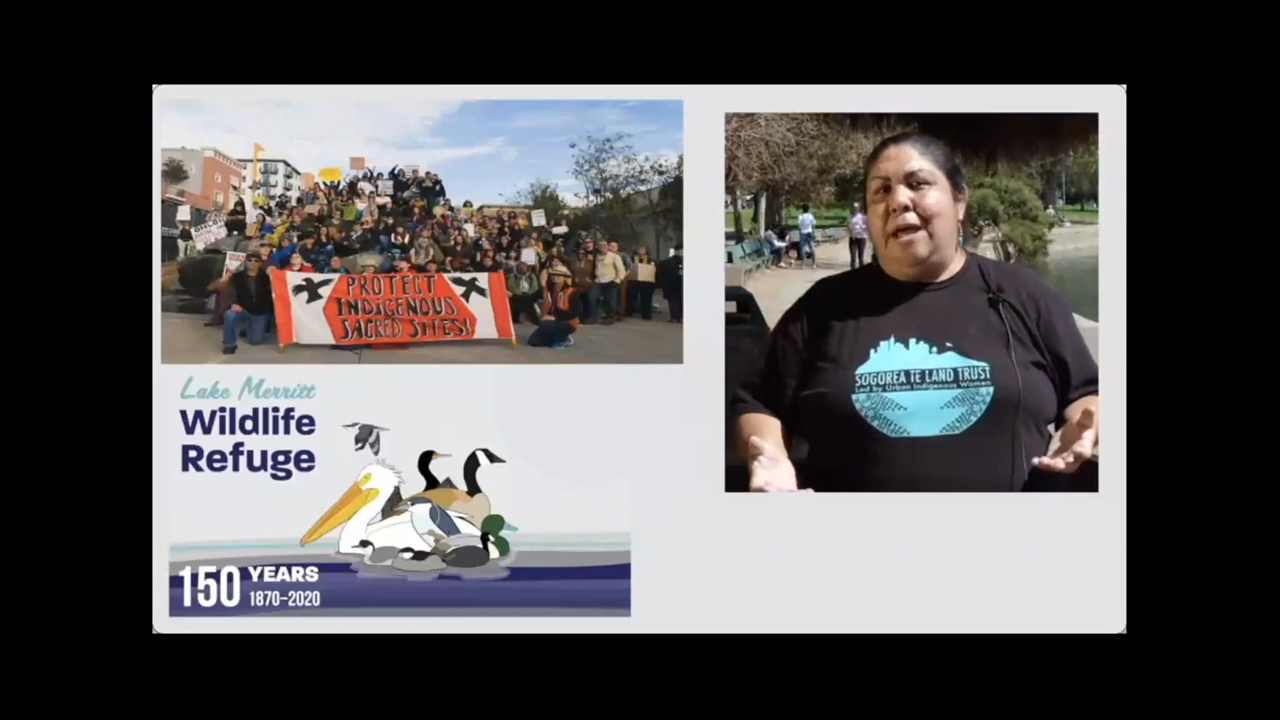 PROTECT
INDIGENOUS
SACRED SITES!
Lake Merritt
Wildlife
Refuge
150 YEARS
1870–2020
SOGOREA TE LAND TRUST
Led by Urban Indigenous Women